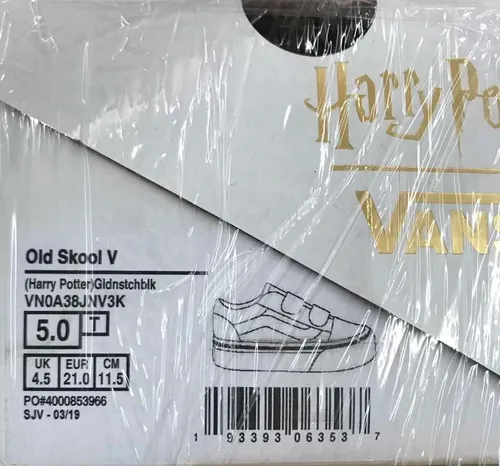 Harry Po
VANS
Old Skool V
(Harry Potter)Gldnstchblk
VN0A38JNV3K
5.0 T
UK EUR CM
4.5 21.0 11.5
PO#4000853966
SJV - 03/19
1 93393 06353 7